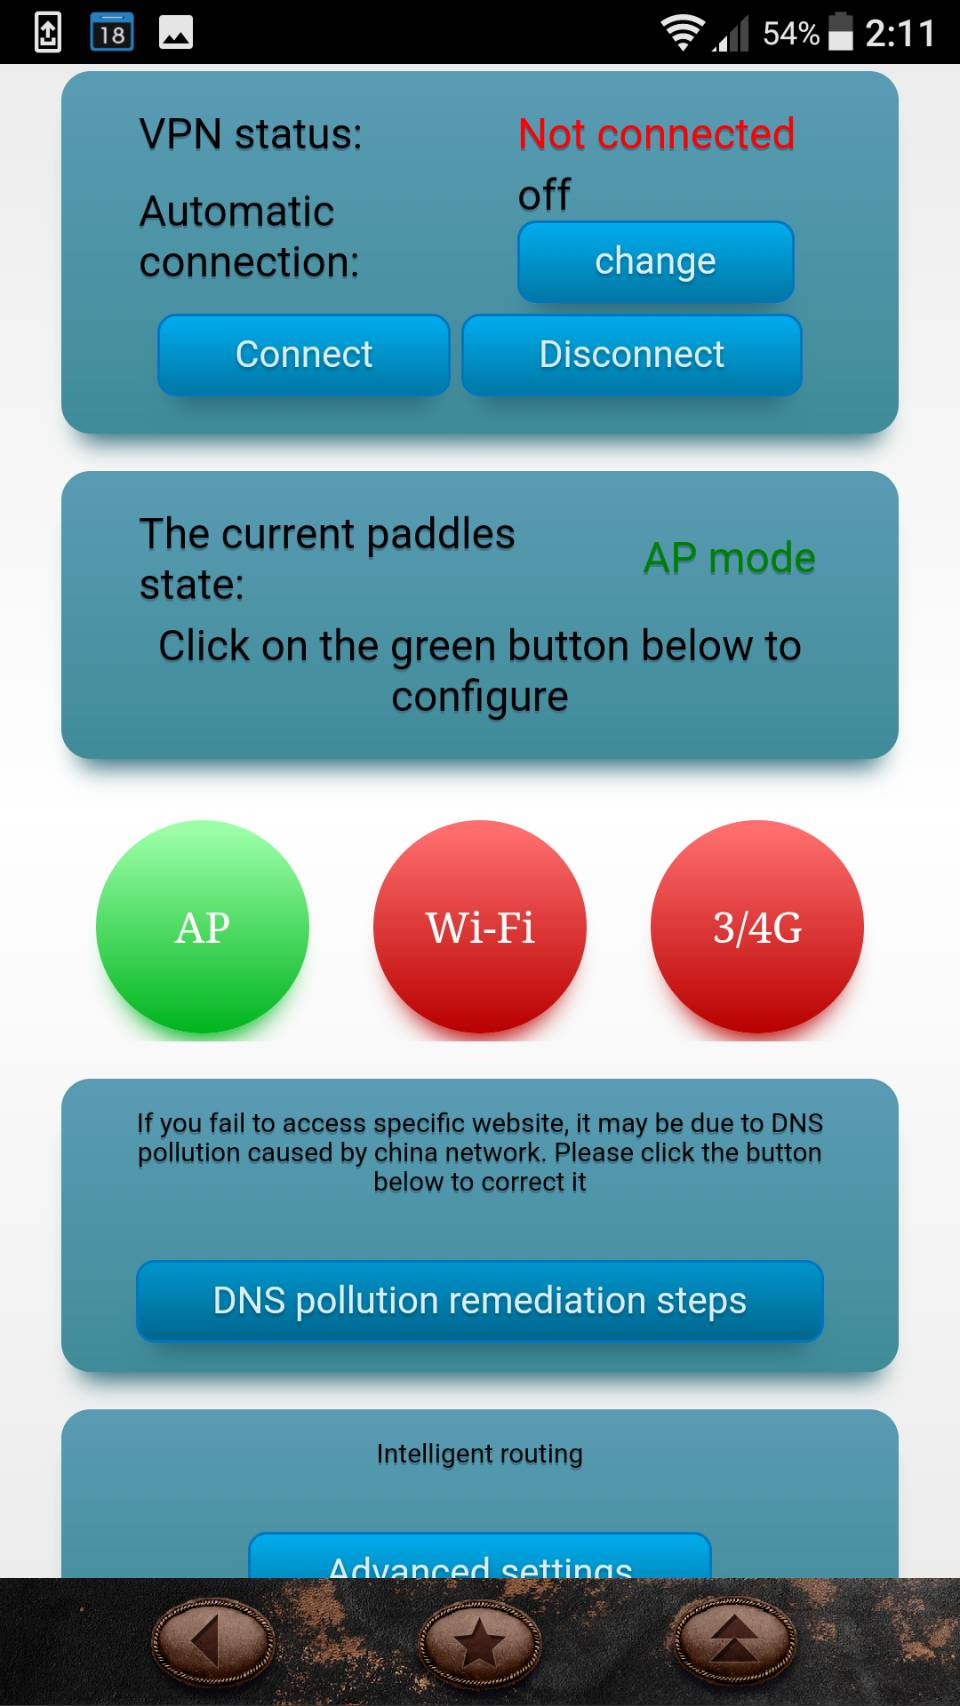 18
54%
2:11
VPN status:
Not connected
Automatic
connection:
off
change
Connect
Disconnect
The current paddles
state:
AP mode
Click on the green button below to
configure
AP
Wi-Fi
3/4G
If you fail to access specific website, it may be due to DNS
pollution caused by china network. Please click the button
below to correct it
DNS pollution remediation steps
Intelligent routing
Advanced settings